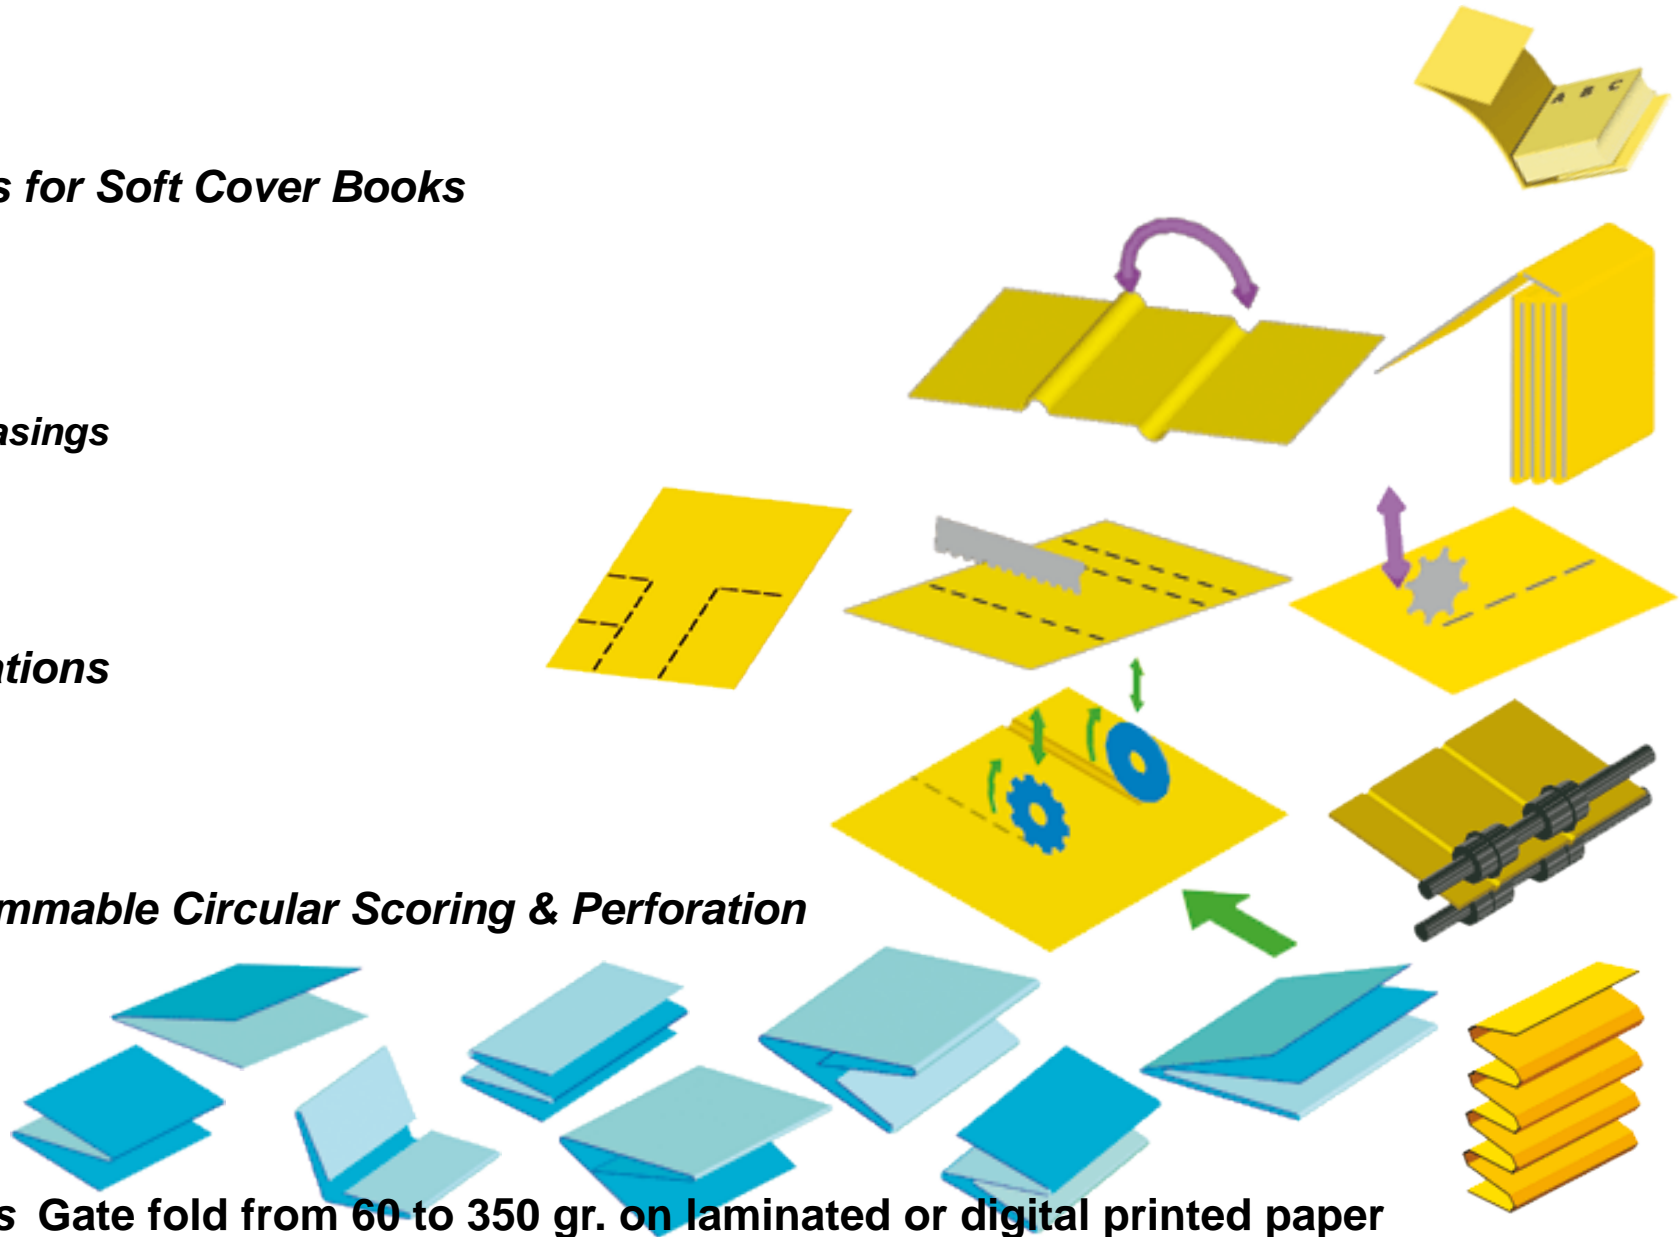 A B C
s for Soft Cover Books
asings
ations
mmable Circular Scoring & Perforation
s Gate fold from 60 to 350 gr. on laminated or digital printed paper